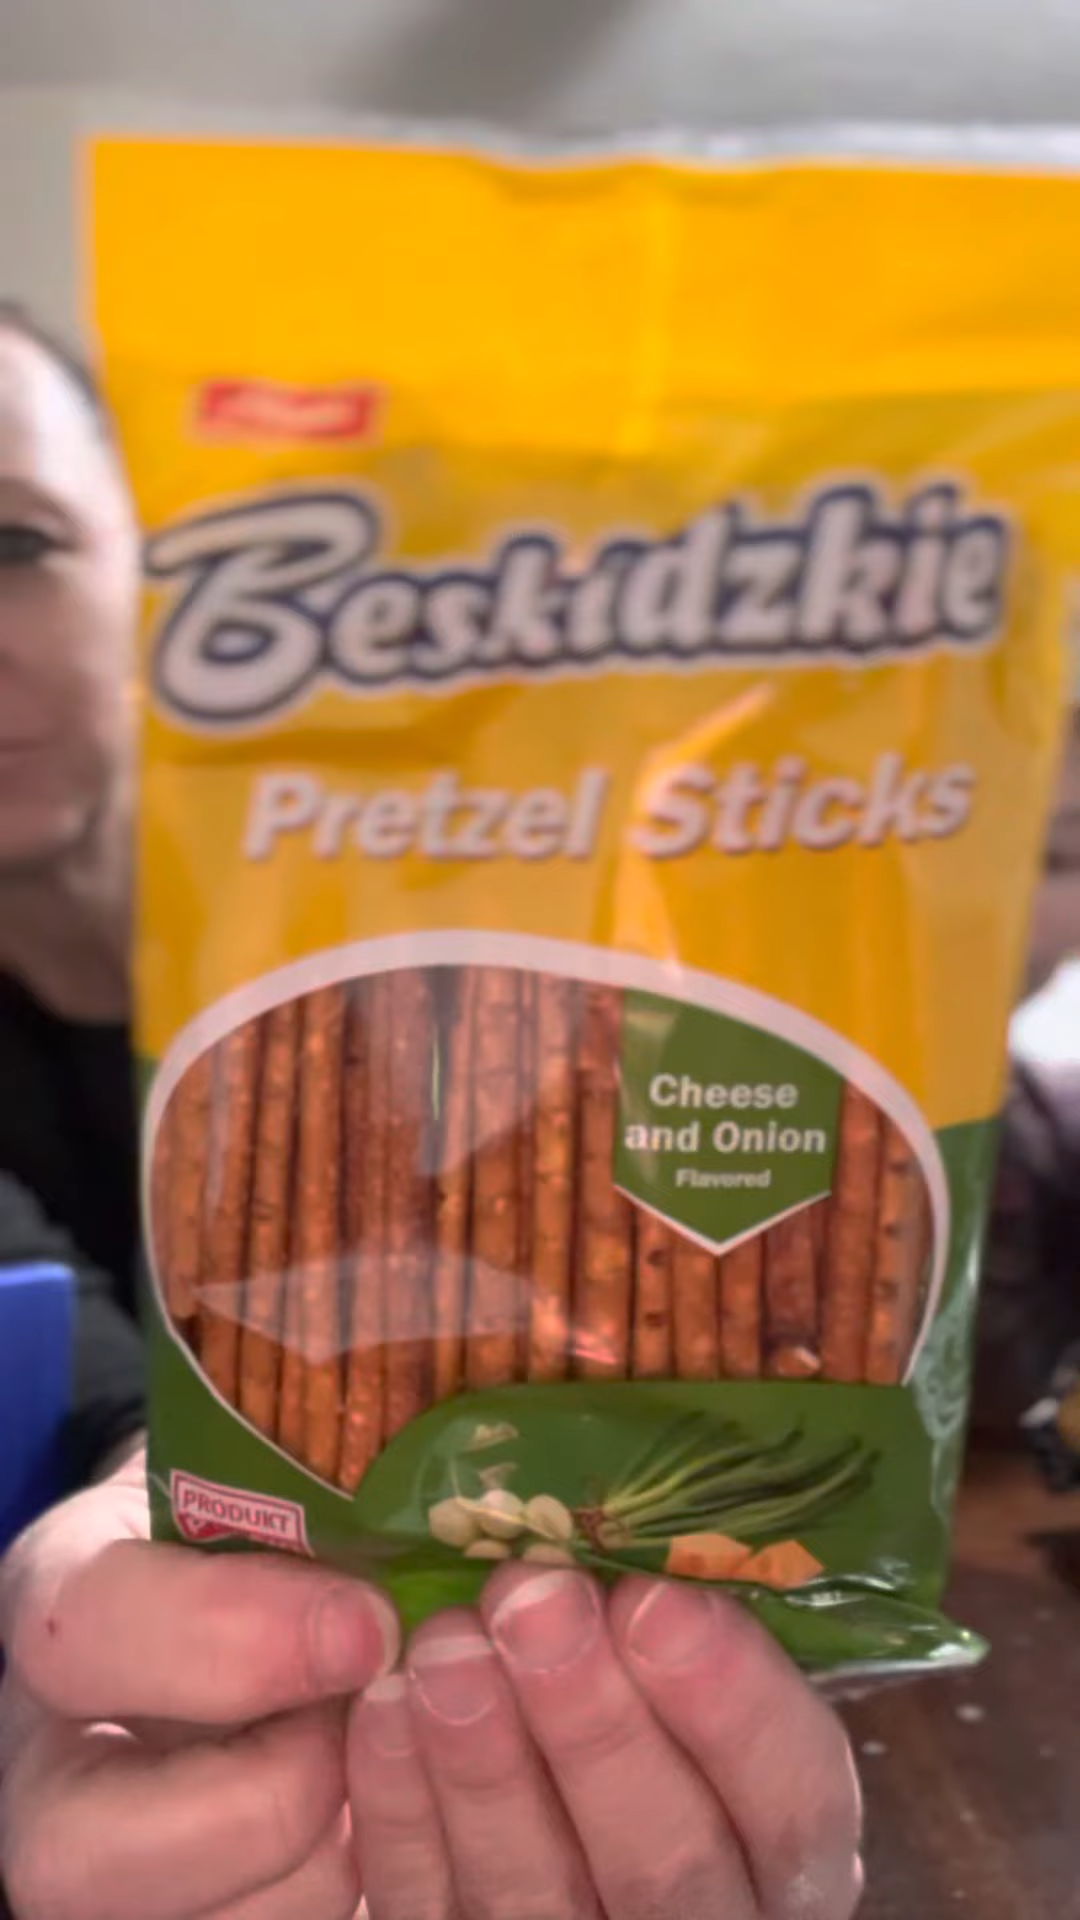 Beskidzkie
Pretzel Sticks
Cheese
and Onion
Flavored
PRODUKT